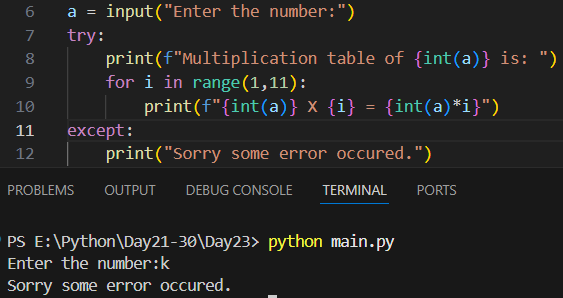 6 a = input("Enter the number:")
7 try:
8     print(f"Multiplication table of {int(a)} is: ")
9     for i in range(1,11):
10         print(f"{int(a)} X {i} = {int(a)*i}")
11 except:
12     print("Sorry some error occured.")
PROBLEMS OUTPUT DEBUG CONSOLE TERMINAL PORTS
PS E:\Python\Day21-30\Day23> python main.py
Enter the number:k
Sorry some error occured.